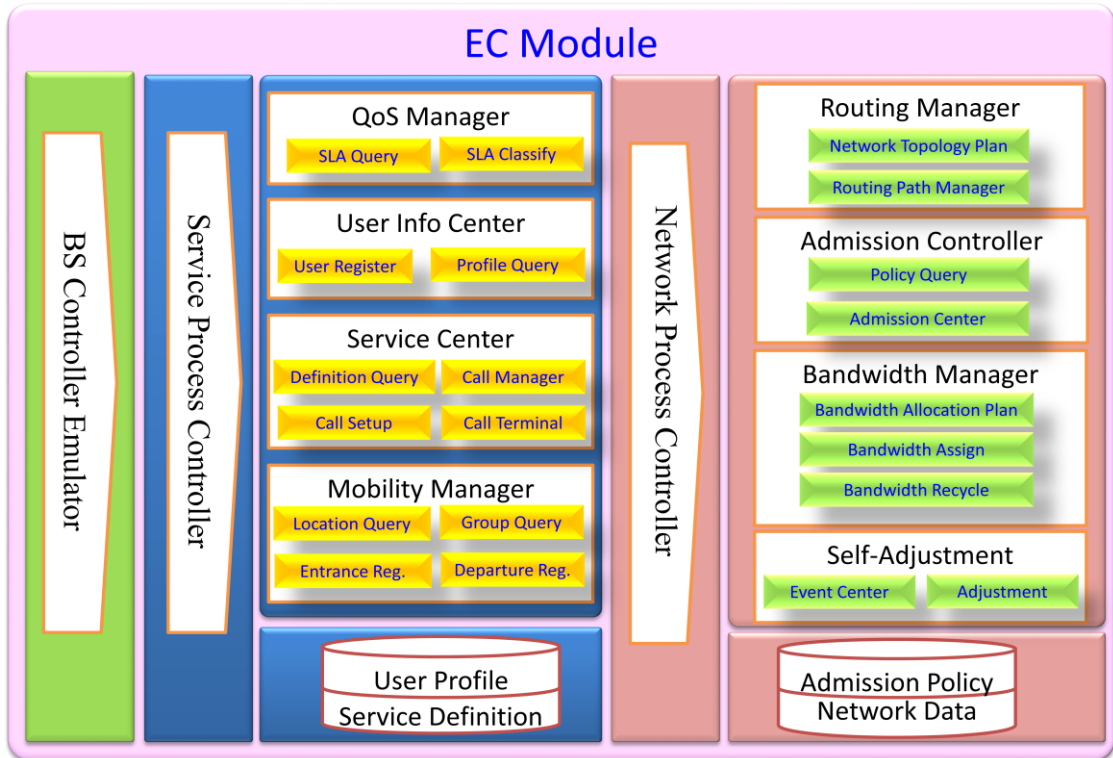 EC Module
BS Controller Emulator
Service Process Controller
QoS Manager
SLA Query
SLA Classify
User Info Center
User Register
Profile Query
Service Center
Definition Query
Call Manager
Call Setup
Call Terminal
Mobility Manager
Location Query
Group Query
Entrance Reg.
Departure Reg.
User Profile
Service Definition
Network Process Controller
Routing Manager
Network Topology Plan
Routing Path Manager
Admission Controller
Policy Query
Admission Center
Bandwidth Manager
Bandwidth Allocation Plan
Bandwidth Assign
Bandwidth Recycle
Self-Adjustment
Event Center
Adjustment
Admission Policy
Network Data